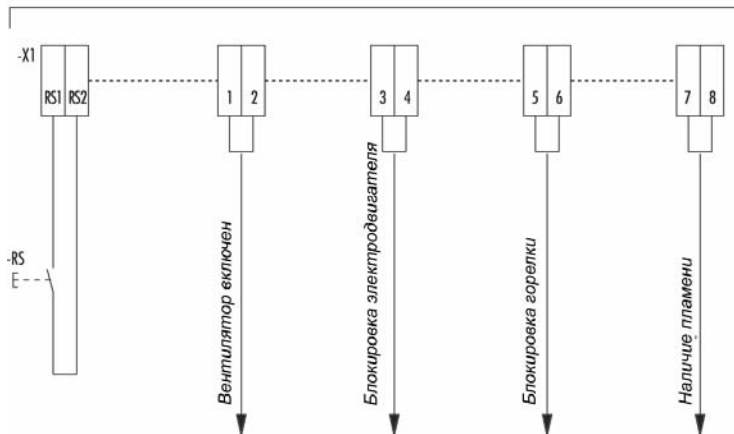 -X1
RS1 RS2 1 2 3 4 5 6 7 8
-RS
Вентилятор включен
Блокировка электродвигателя
Блокировка горелки
Наличие пламени